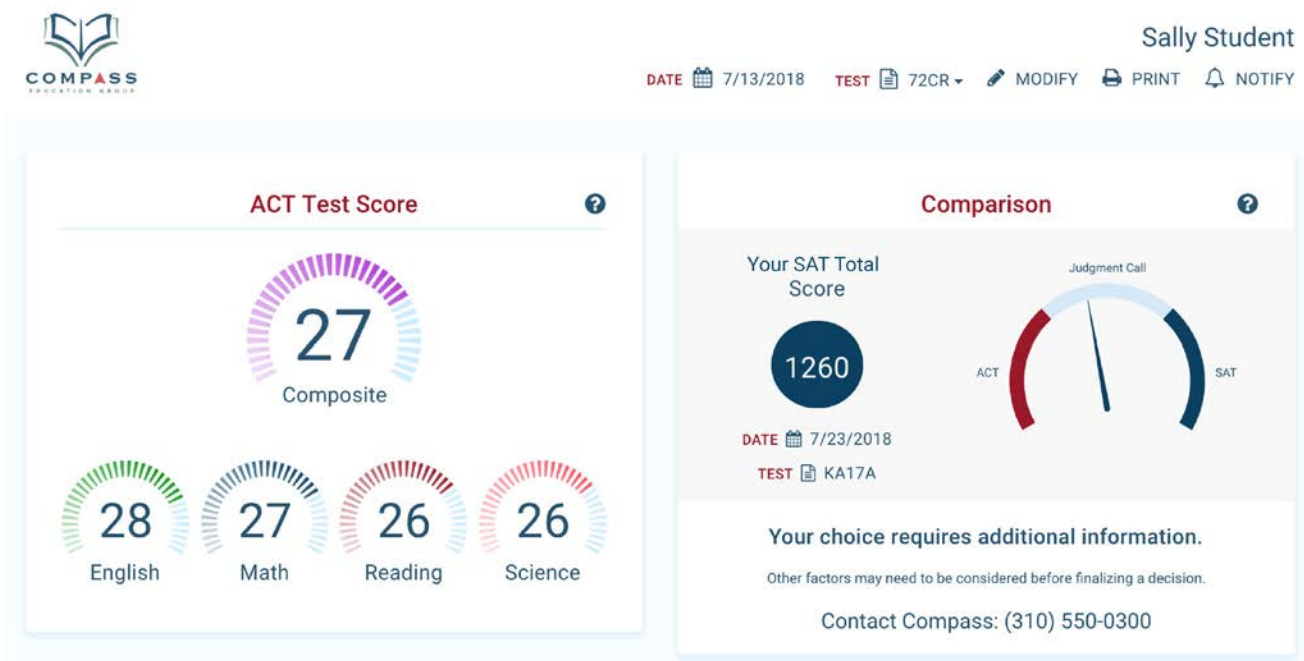 COMPASS
EDUCATION GROUP
Sally Student
DATE 7/13/2018 TEST 72CR MODIFY PRINT NOTIFY
ACT Test Score
27
Composite
28
English
27
Math
26
Reading
26
Science
Comparison
Your SAT Total
Score
1260
DATE 7/23/2018
TEST KA17A
Judgment Call
ACT
SAT
Your choice requires additional information.
Other factors may need to be considered before finalizing a decision.
Contact Compass: (310) 550-0300